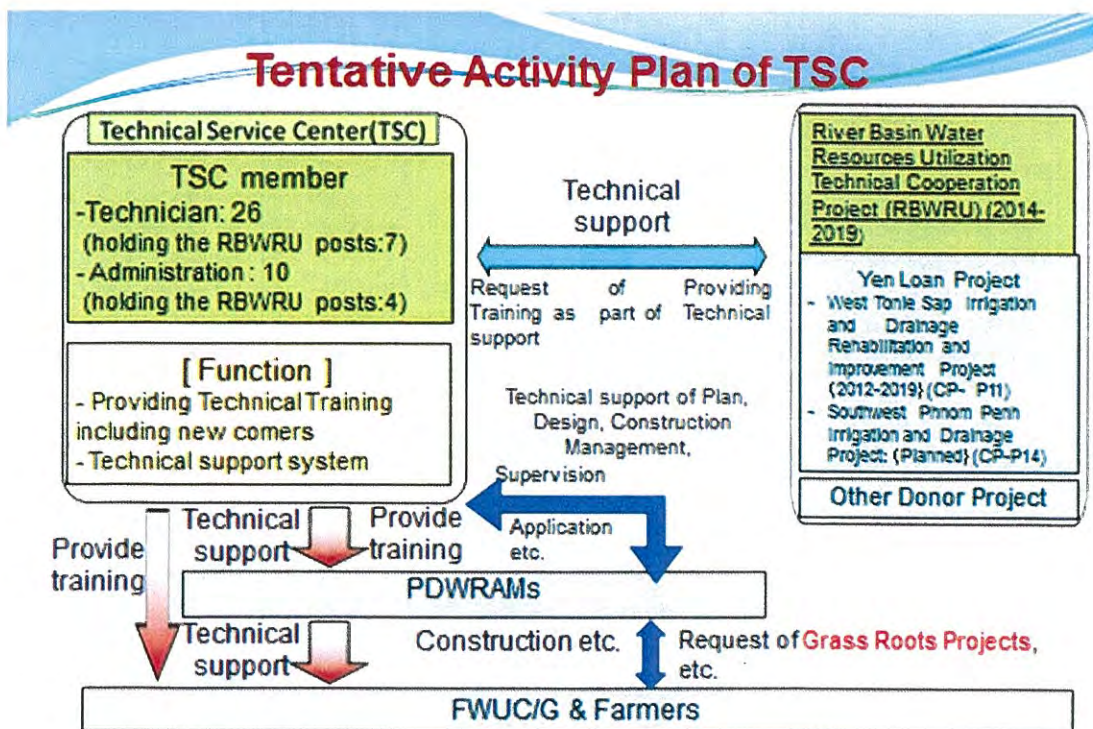 Tentative Activity Plan of TSC
Technical Service Center(TSC)
TSC member
-Technician: 26
(holding the RBWRU posts:7)
- Administration : 10
(holding the RBWRU posts:4)
[ Function ]
- Providing Technical Training
including new comers
- Technical support system
Technical
support
Request of Providing
Training as part of Technical
support
Technical support of Plan,
Design, Construction
Management,
Supervision
Application
etc.
River Basin Water
Resources Utilization
Technical Cooperation
Project (RBWRU) (2014-
2019)
Yen Loan Project
- West Tonle Sap Irrigation
and Drainage
Rehabilitation and
Improvement Project
(2012-2019) (CP- P11)
- Southwest Phnom Penn
Irrigation and Drainage
Project: (Planned) (CP-P14)
Other Donor Project
Provide
training
Technical
support
Provide
training
PDWRAMs
Technical
support
Construction etc.
Request of Grass Roots Projects,
etc.
FWUC/G & Farmers